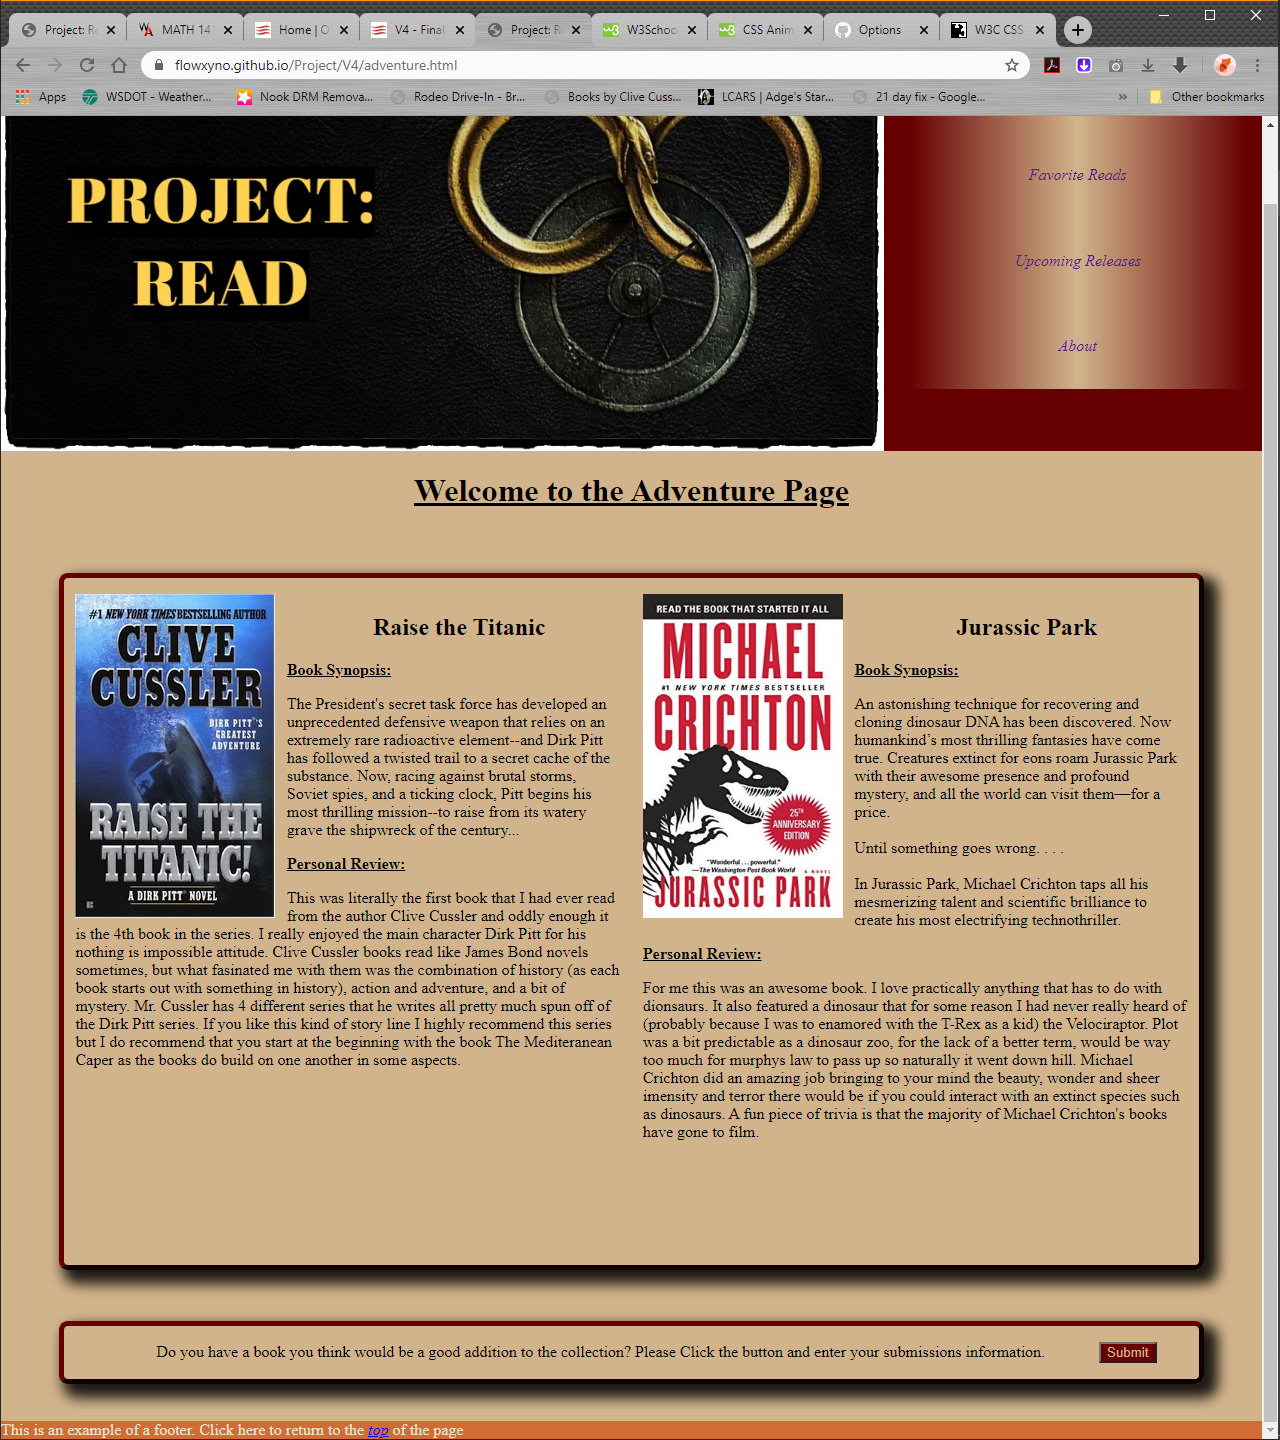 Project: R
MATH 14
Home | O
V4 - Final
Project: R
W3Schoo
CSS Anim
Options
W3C CSS
flowxyno.github.io/Project/V4/adventure.html
Apps
WSDOT - Weather...
Nook DRM Remova...
Rodeo Drive-In - Br...
Books by Clive Cuss...
LCARS | Adge's Star...
21 day fix - Google...
»
Other bookmarks
PROJECT:
READ
Favorite Reads
Upcoming Releases
About
Welcome to the Adventure Page
#1 NEW YORK TIMES BESTSELLING AUTHOR
CLIVE
CUSSLER
DIRK PITT'S
GREATEST
ADVENTURE
RAISE THE
TITANIC!
A DIRK PITT® NOVEL
Raise the Titanic
Book Synopsis:
The President's secret task force has developed an
unprecedented defensive weapon that relies on an
extremely rare radioactive element--and Dirk Pitt
has followed a twisted trail to a secret cache of the
substance. Now, racing against brutal storms,
Soviet spies, and a ticking clock, Pitt begins his
most thrilling mission--to raise from its watery
grave the shipwreck of the century...
Personal Review:
This was literally the first book that I had ever read
from the author Clive Cussler and oddly enough it
is the 4th book in the series. I really enjoyed the main character Dirk Pitt for his
nothing is impossible attitude. Clive Cussler books read like James Bond novels
sometimes, but what fasinated me with them was the combination of history (as each
book starts out with something in history), action and adventure, and a bit of
mystery. Mr. Cussler has 4 different series that he writes all pretty much spun off of
the Dirk Pitt series. If you like this kind of story line I highly recommend this series
but I do recommend that you start at the beginning with the book The Mediteranean
Caper as the books do build on one another in some aspects.
READ THE BOOK THAT STARTED IT ALL
MICHAEL
#1 NEW YORK TIMES BESTSELLER
CRICHTON
25TH
ANNIVERSARY
EDITION
"Wonderful . . . powerful."
—The Washington Post Book World
A NOVEL
JURASSIC PARK
Jurassic Park
Book Synopsis:
An astonishing technique for recovering and
cloning dinosaur DNA has been discovered. Now
humankind’s most thrilling fantasies have come
true. Creatures extinct for eons roam Jurassic Park
with their awesome presence and profound
mystery, and all the world can visit them—for a
price.
Until something goes wrong. . . .
In Jurassic Park, Michael Crichton taps all his
mesmerizing talent and scientific brilliance to
create his most electrifying technothriller.
Personal Review:
For me this was an awesome book. I love practically anything that has to do with
dionsaurs. It also featured a dinosaur that for some reason I had never really heard of
(probably because I was to enamored with the T-Rex as a kid) the Velociraptor. Plot
was a bit predictable as a dinosaur zoo, for the lack of a better term, would be way
too much for murphys law to pass up so naturally it went down hill. Michael
Crichton did an amazing job bringing to your mind the beauty, wonder and sheer
imensity and terror there would be if you could interact with an extinct species such
as dinosaurs. A fun piece of trivia is that the majority of Michael Crichton's books
have gone to film.
Do you have a book you think would be a good addition to the collection? Please Click the button and enter your submissions information.
Submit
This is an example of a footer. Click here to return to the top of the page